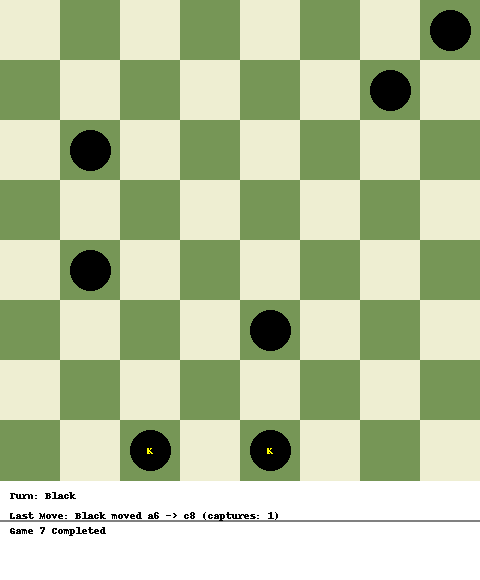 K K
Turn: Black
Last Move: Black moved a6 -> c8 (captures: 1)
Game 7 Completed